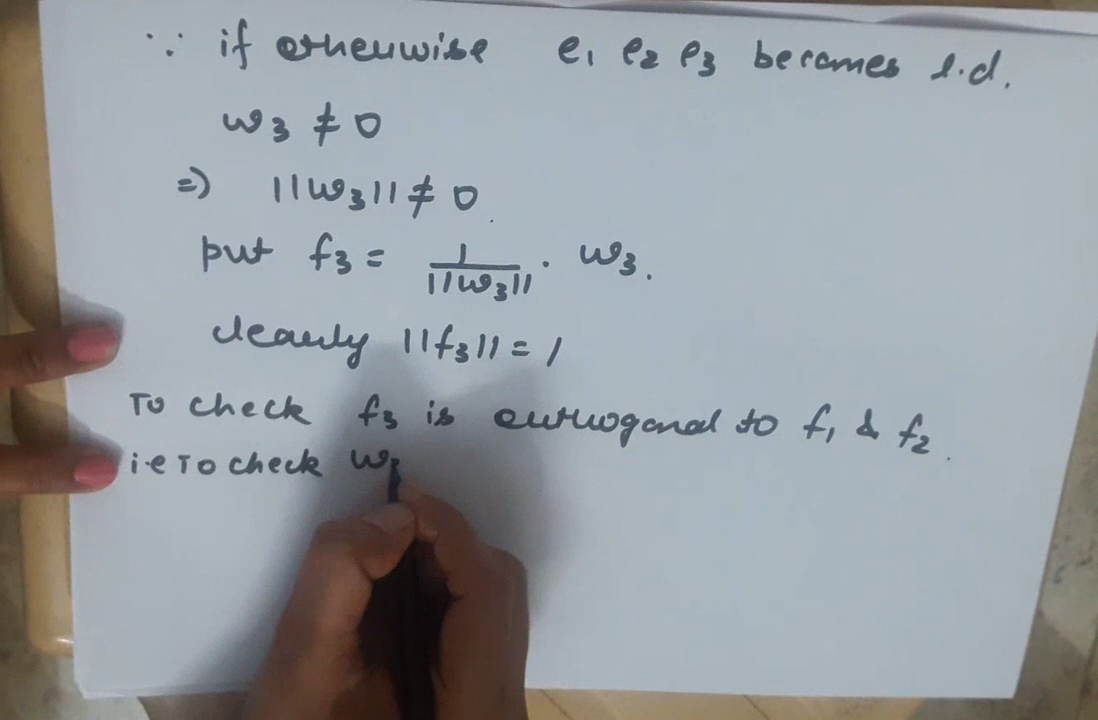 ∵ if otherwise e1 e2 e3 becomes l.d.
w3 ≠ 0
=) ||w3|| ≠ 0.
put f3 = 1/||w3|| . w3.
clearly ||f3|| = 1
To check f3 is orthogonal to f1 & f2.
i.e To check w